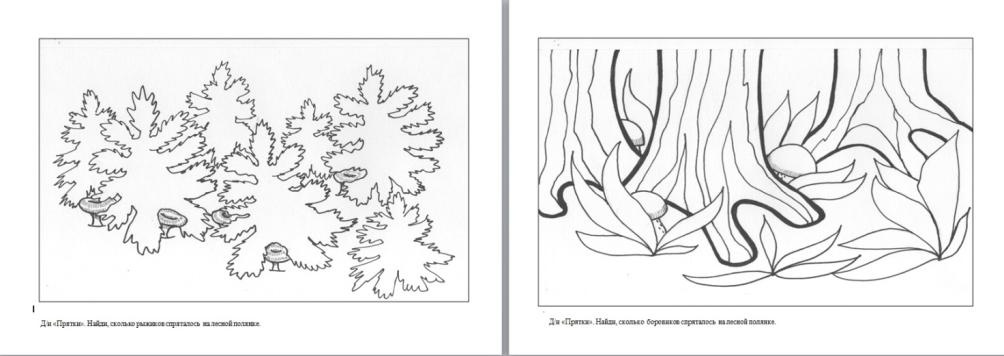 Д/и «Прятки». Найди, сколько рыжиков спряталось на лесной полянке.
Д/и «Прятки». Найди, сколько боровиков спряталось на лесной полянке.